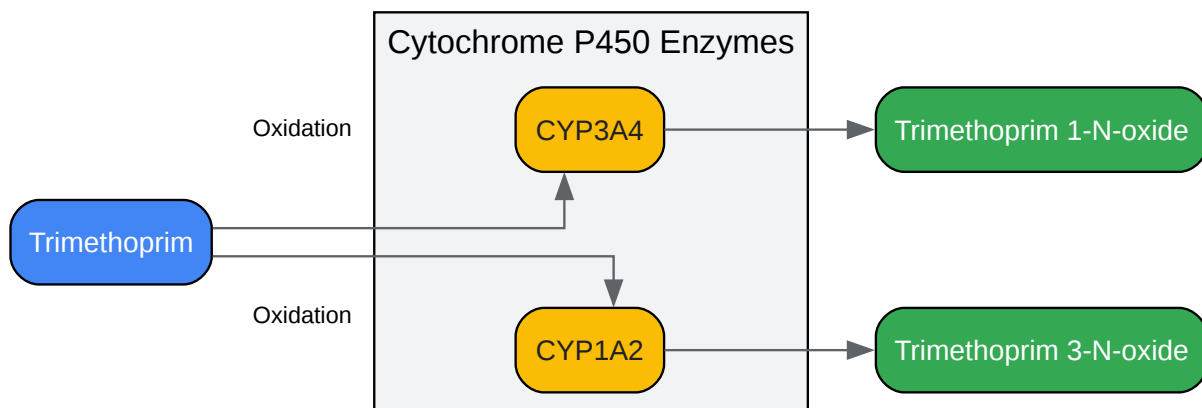 Cytochrome P450 Enzymes
Oxidation
CYP3A4
Trimethoprim 1-N-oxide
Trimethoprim
Oxidation
CYP1A2
Trimethoprim 3-N-oxide